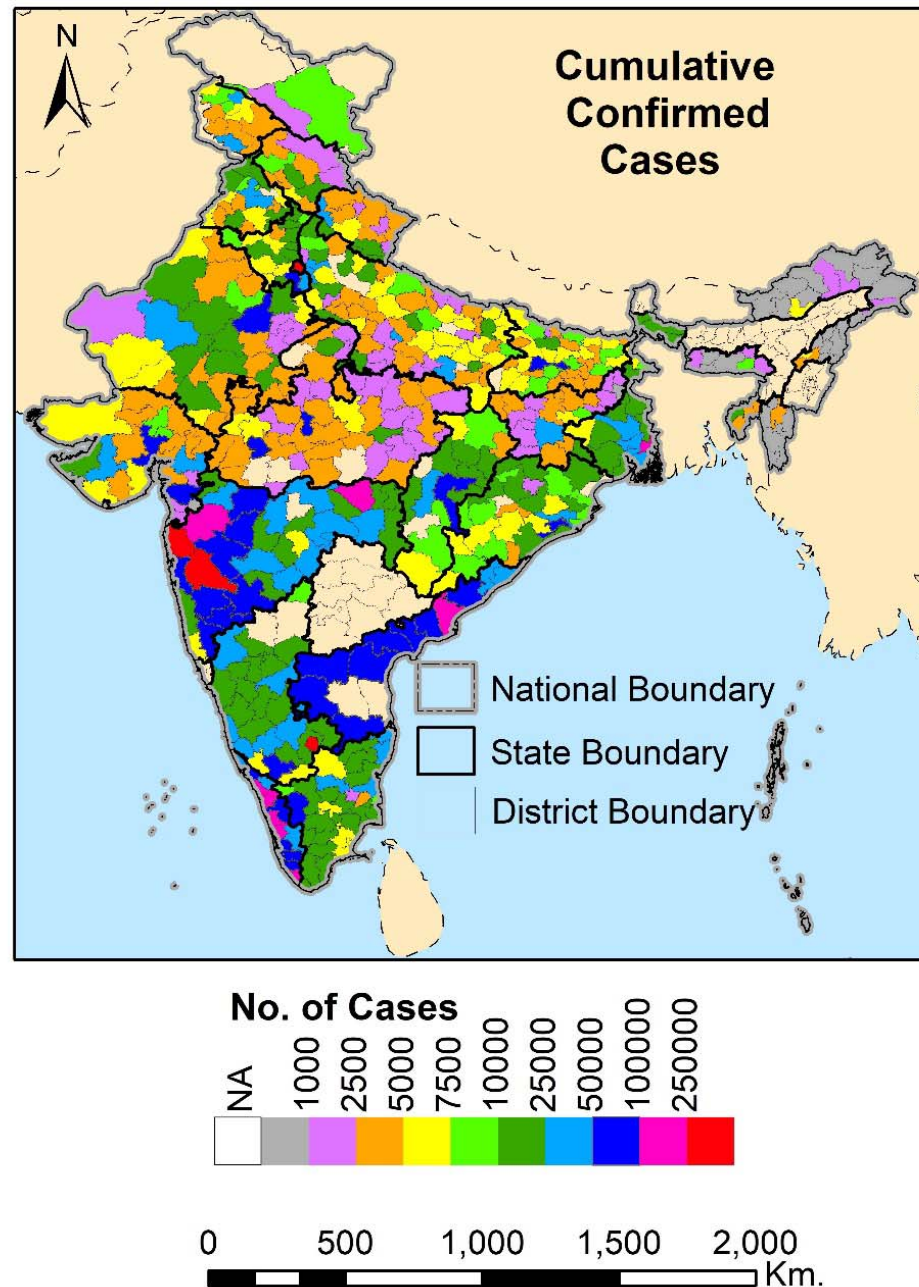 N
Cumulative
Confirmed
Cases
National Boundary
State Boundary
District Boundary
No. of Cases
NA
1000
2500
5000
7500
10000
25000
50000
100000
250000
0 500 1,000 1,500 2,000
Km.